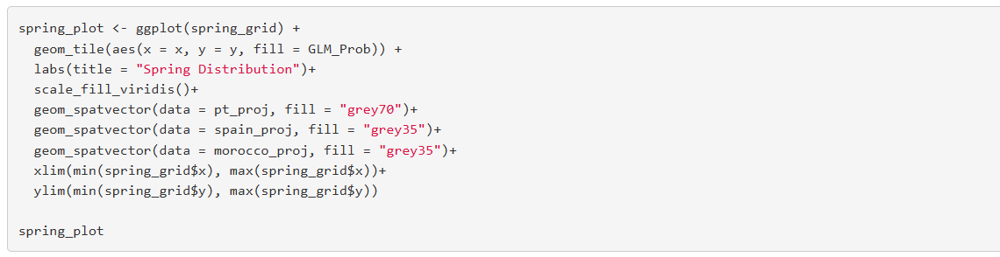 spring_plot <- ggplot(spring_grid) +
  geom_tile(aes(x = x, y = y, fill = GLM_Prob)) +
  labs(title = "Spring Distribution")+
  scale_fill_viridis()+
  geom_spatvector(data = pt_proj, fill = "grey70")+
  geom_spatvector(data = spain_proj, fill = "grey35")+
  geom_spatvector(data = morocco_proj, fill = "grey35")+
  xlim(min(spring_grid$x), max(spring_grid$x))+
  ylim(min(spring_grid$y), max(spring_grid$y))

spring_plot